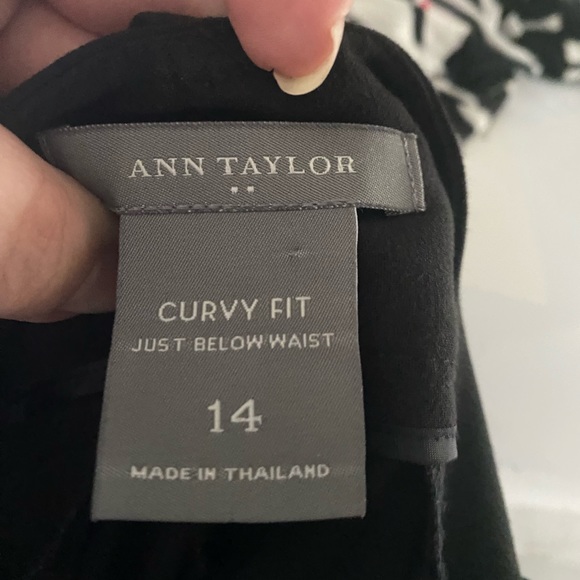 ANN TAYLOR
CURVY FIT
JUST BELOW WAIST
14
MADE IN THAILAND